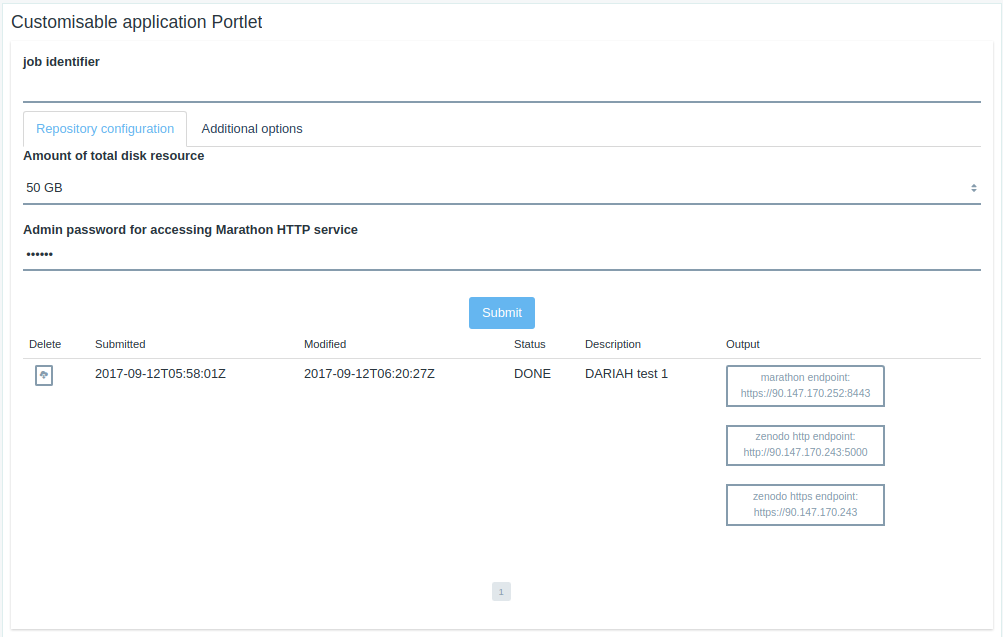 Customisable application Portlet
job identifier
Repository configuration Additional options
Amount of total disk resource
50 GB
Admin password for accessing Marathon HTTP service
••••••
Submit
Delete Submitted Modified Status Description Output
2017-09-12T05:58:01Z 2017-09-12T06:20:27Z DONE DARIAH test 1
marathon endpoint:
https://90.147.170.252:8443
zenodo http endpoint:
http://90.147.170.243:5000
zenodo https endpoint:
https://90.147.170.243
1